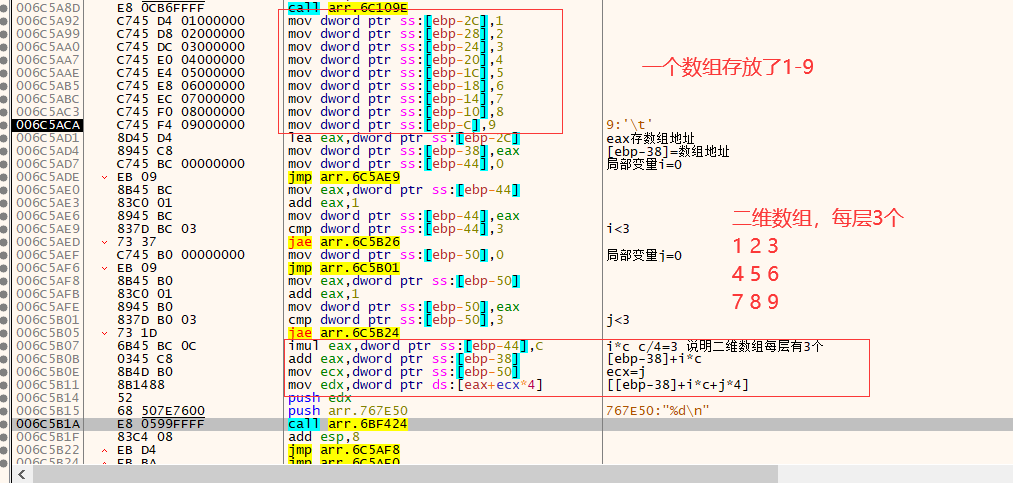 006C5A8D E8 0CB6FFFF call arr.6C109E
006C5A92 C745 D4 01000000 mov dword ptr ss:[ebp-2C],1
006C5A99 C745 D8 02000000 mov dword ptr ss:[ebp-28],2
006C5AA0 C745 DC 03000000 mov dword ptr ss:[ebp-24],3
006C5AA7 C745 E0 04000000 mov dword ptr ss:[ebp-20],4
006C5AAE C745 E4 05000000 mov dword ptr ss:[ebp-1C],5
006C5AB5 C745 E8 06000000 mov dword ptr ss:[ebp-18],6
006C5ABC C745 EC 07000000 mov dword ptr ss:[ebp-14],7
006C5AC3 C745 F0 08000000 mov dword ptr ss:[ebp-10],8
006C5ACA C745 F4 09000000 mov dword ptr ss:[ebp-C],9 9:'\t'
006C5AD1 8D45 D4 lea eax,dword ptr ss:[ebp-2C] eax存数组地址
006C5AD4 8945 C8 mov dword ptr ss:[ebp-38],eax [ebp-38]=数组地址
006C5AD7 C745 BC 00000000 mov dword ptr ss:[ebp-44],0 局部变量i=0
006C5ADE EB 09 jmp arr.6C5AE9
006C5AE0 8B45 BC mov eax,dword ptr ss:[ebp-44]
006C5AE3 83C0 01 add eax,1
006C5AE6 8945 BC mov dword ptr ss:[ebp-44],eax
006C5AE9 837D BC 03 cmp dword ptr ss:[ebp-44],3 i<3
006C5AED 73 37 jae arr.6C5B26
006C5AEF C745 B0 00000000 mov dword ptr ss:[ebp-50],0 局部变量j=0
006C5AF6 EB 09 jmp arr.6C5B01
006C5AF8 8B45 B0 mov eax,dword ptr ss:[ebp-50]
006C5AFB 83C0 01 add eax,1
006C5AFE 8945 B0 mov dword ptr ss:[ebp-50],eax
006C5B01 837D B0 03 cmp dword ptr ss:[ebp-50],3 j<3
006C5B05 73 1D jae arr.6C5B24
006C5B07 6B45 BC 0C imul eax,dword ptr ss:[ebp-44],C i*c c/4=3 说明二维数组每层有3个
006C5B0B 0345 C8 add eax,dword ptr ss:[ebp-38] [ebp-38]+i*c
006C5B0E 8B4D B0 mov ecx,dword ptr ss:[ebp-50] ecx=j
006C5B11 8B1488 mov edx,dword ptr ds:[eax+ecx*4] [[ebp-38]+i*c+j*4]
006C5B14 52 push edx
006C5B15 68 507E7600 push arr.767E50 767E50:"%d\n"
006C5B1A E8 0599FFFF call arr.6BF424
006C5B1F 83C4 08 add esp,8
006C5B22 EB D4 jmp arr.6C5AF8
006C5B24 EB BA jmp arr.6C5AE0
一个数组存放了1-9
二维数组，每层3个
1 2 3
4 5 6
7 8 9